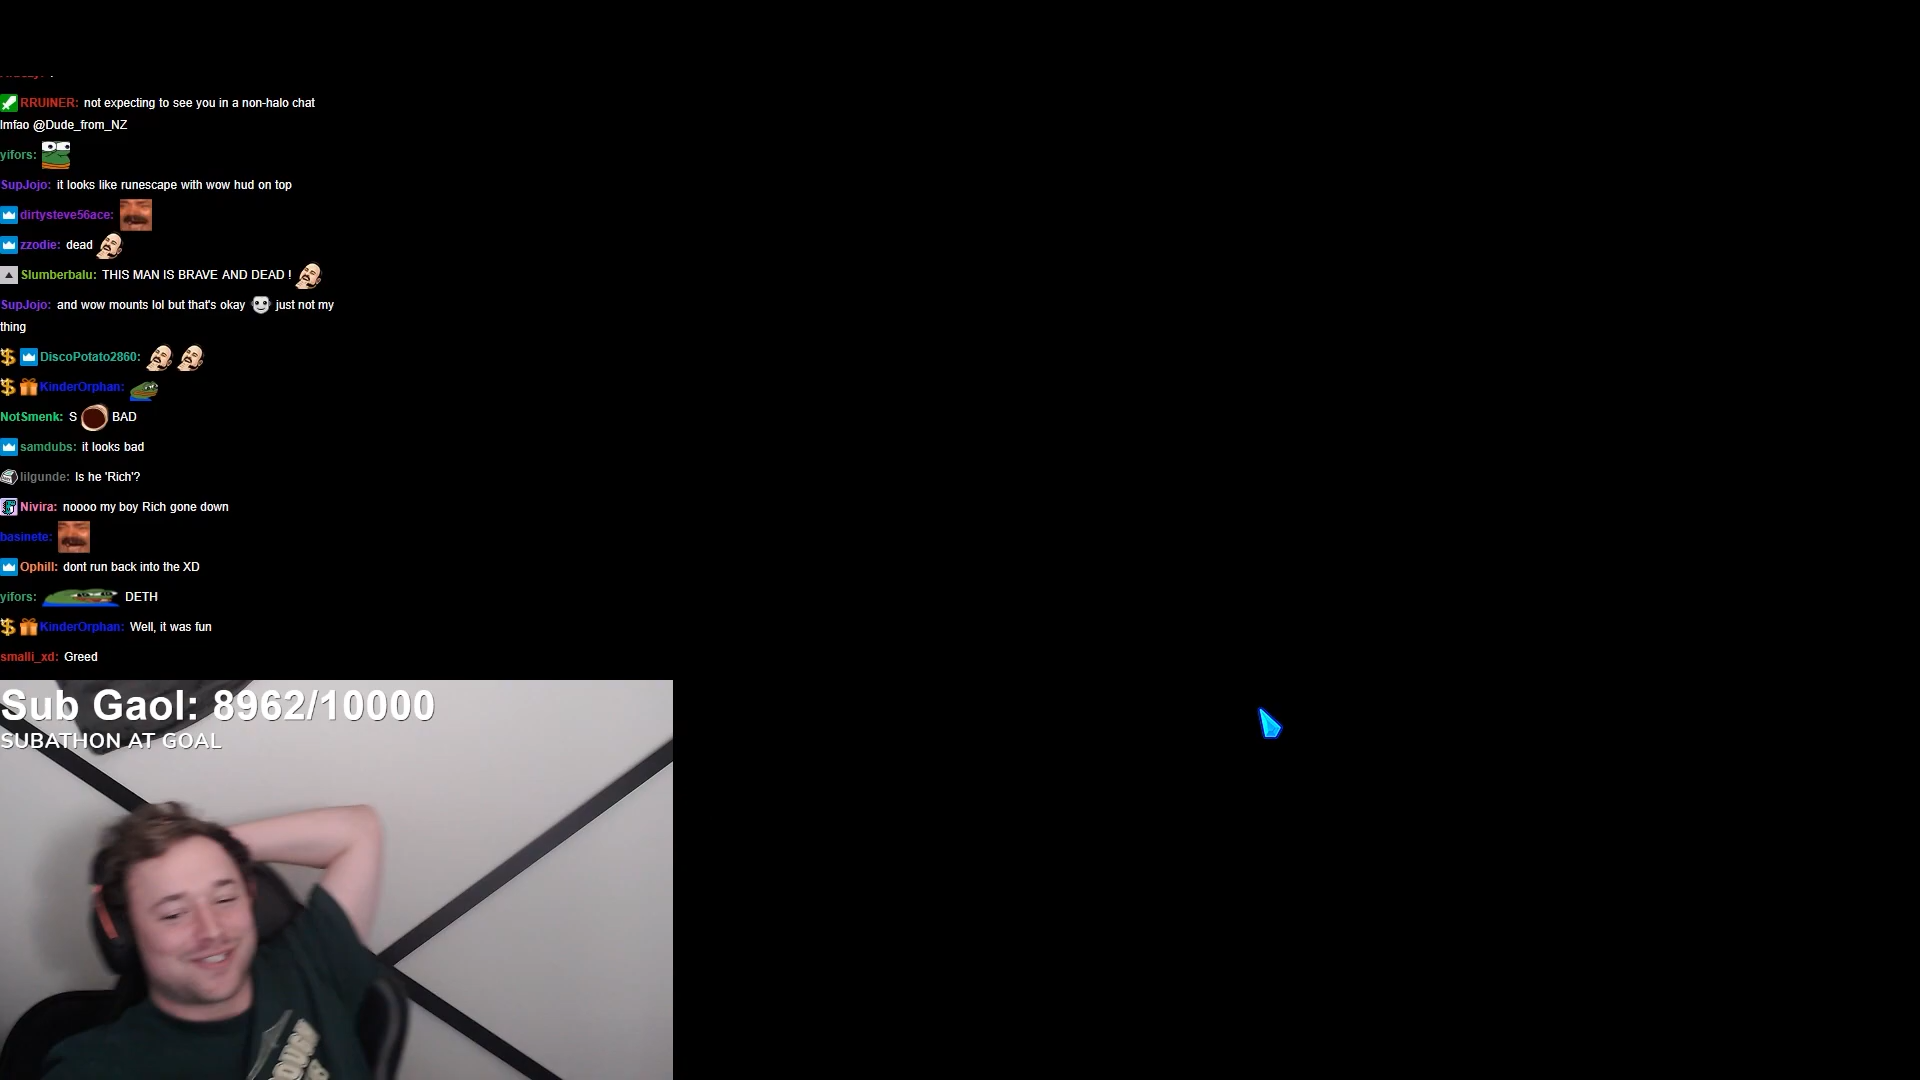 RRUINER: not expecting to see you in a non-halo chat
lmfao @Dude_from_NZ
yifors:
SupJojo: it looks like runescape with wow hud on top
dirtysteve56ace:
zzodie: dead
Slumberbalu: THIS MAN IS BRAVE AND DEAD !
SupJojo: and wow mounts lol but that's okay just not my
thing
DiscoPotato2860:
KinderOrphan:
NotSmenk: S BAD
samdubs: it looks bad
lilgunde: Is he 'Rich'?
Nivira: noooo my boy Rich gone down
basinete:
Ophill: dont run back into the XD
yifors: DETH
KinderOrphan: Well, it was fun
smalli_xd: Greed
Sub Gaol: 8962/10000
SUBATHON AT GOAL